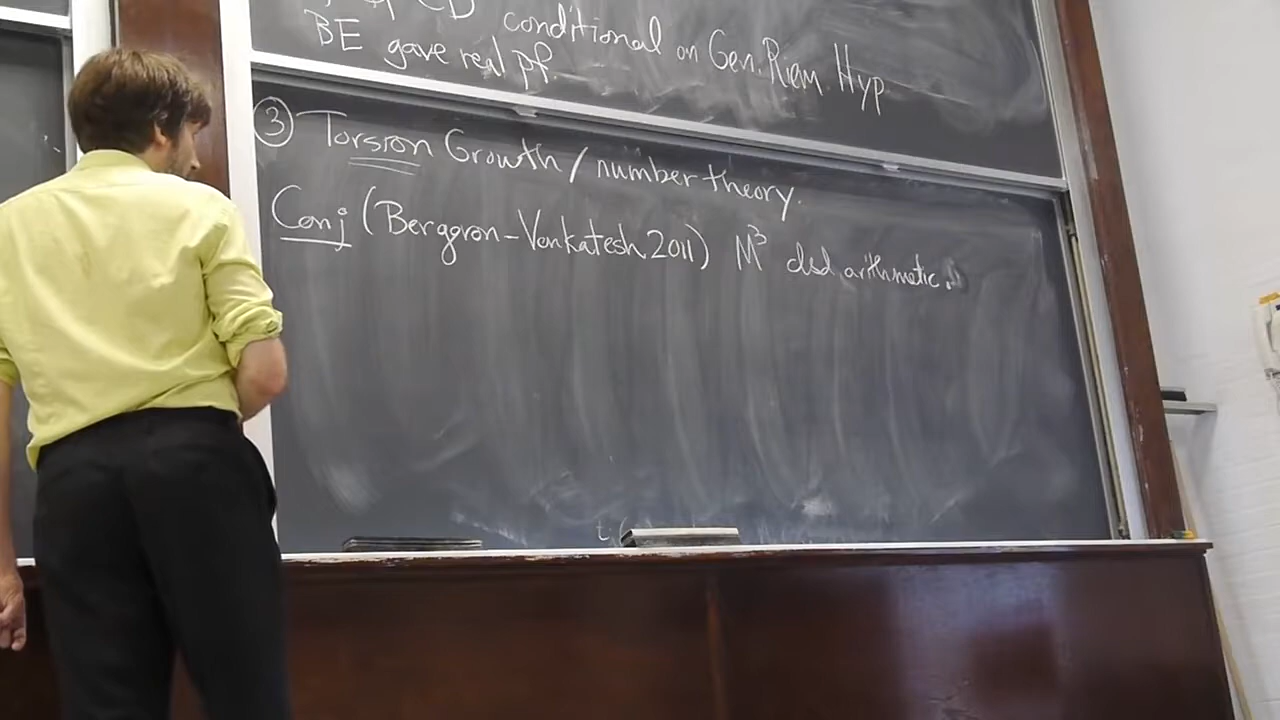 CD conditional on Gen. Riem Hyp
BE gave real pf.
③ Torsion Growth / number theory.
Conj (Bergeron-Venkatesh 2011) M³ clsd arithmetic.
t(